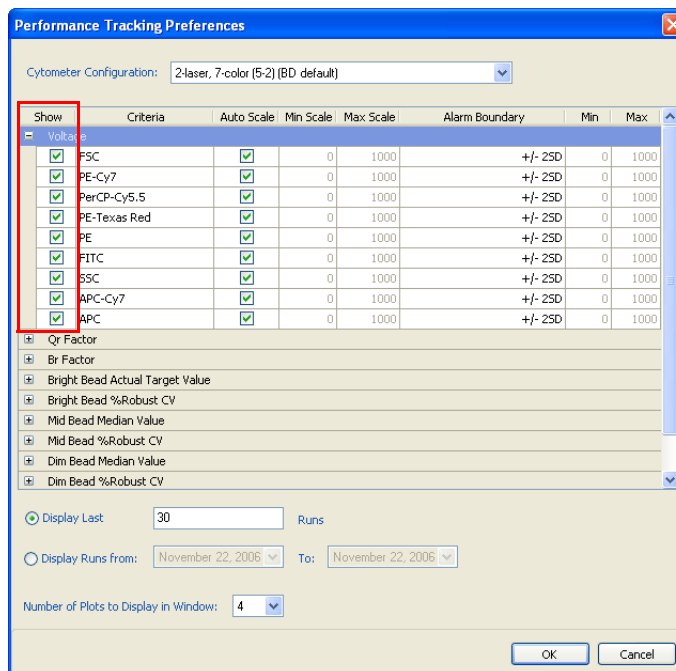 Performance Tracking Preferences
Cytometer Configuration: 2-laser, 7-color (5-2) (BD default)
Show Criteria Auto Scale Min Scale Max Scale Alarm Boundary Min Max
Voltage
FSC 0 1000 +/- 2SD 0 1000
PE-Cy7 0 1000 +/- 2SD 0 1000
PerCP-Cy5.5 0 1000 +/- 2SD 0 1000
PE-Texas Red 0 1000 +/- 2SD 0 1000
PE 0 1000 +/- 2SD 0 1000
FITC 0 1000 +/- 2SD 0 1000
SSC 0 1000 +/- 2SD 0 1000
APC-Cy7 0 1000 +/- 2SD 0 1000
APC 0 1000 +/- 2SD 0 1000
Qr Factor
Br Factor
Bright Bead Actual Target Value
Bright Bead %Robust CV
Mid Bead Median Value
Mid Bead %Robust CV
Dim Bead Median Value
Dim Bead %Robust CV
Display Last 30 Runs
Display Runs from: November 22, 2006 To: November 22, 2006
Number of Plots to Display in Window: 4
OK Cancel